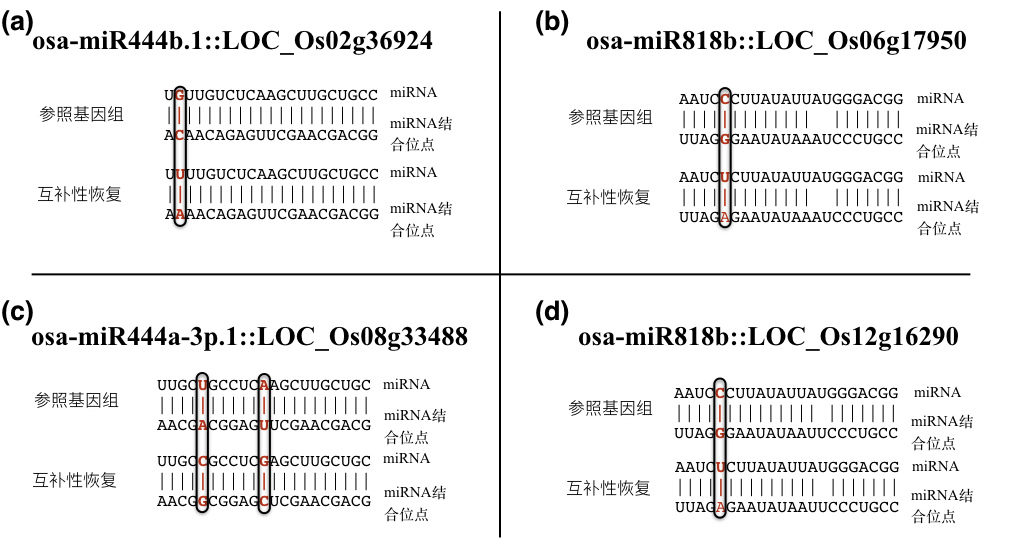 (a)
osa-miR444b.1::LOC_Os02g36924
参照基因组
UGUUGUCUCAAGCUUGCUGCC miRNA
ACAACAGAGUUCGAACGACGG miRNA结
合位点
互补性恢复
UUUUGUCUCAAGCUUGCUGCC miRNA
AAAACAGAGUUCGAACGACGG miRNA结
合位点
(b)
osa-miR818b::LOC_Os06g17950
参照基因组
AAUCCCUUAUAUUAUGGGACGG miRNA
UUAGGGAAUAUAAAUCCCUGCC miRNA结
合位点
互补性恢复
AAUCUCUUAUAUUAUGGGACGG miRNA
UUAGAGAAUAUAAAUCCCUGCC miRNA结
合位点
(c)
osa-miR444a-3p.1::LOC_Os08g33488
参照基因组
UUGCUGCCUCAAGCUUGCUGC miRNA
AACGACGGAGUUCGAACGACG miRNA结
合位点
互补性恢复
UUGCCGCCUCGAGCUUGCUGC miRNA
AACGGCGGAGCUCGAACGACG miRNA结
合位点
(d)
osa-miR818b::LOC_Os12g16290
参照基因组
AAUCCCUUAUAUUAUGGGACGG miRNA
UUAGGGAAUAUAAUUCCCUGCC miRNA结
合位点
互补性恢复
AAUCUCUUAUAUUAUGGGACGG miRNA
UUAGAGAAUAUAAUUCCCUGCC miRNA结
合位点